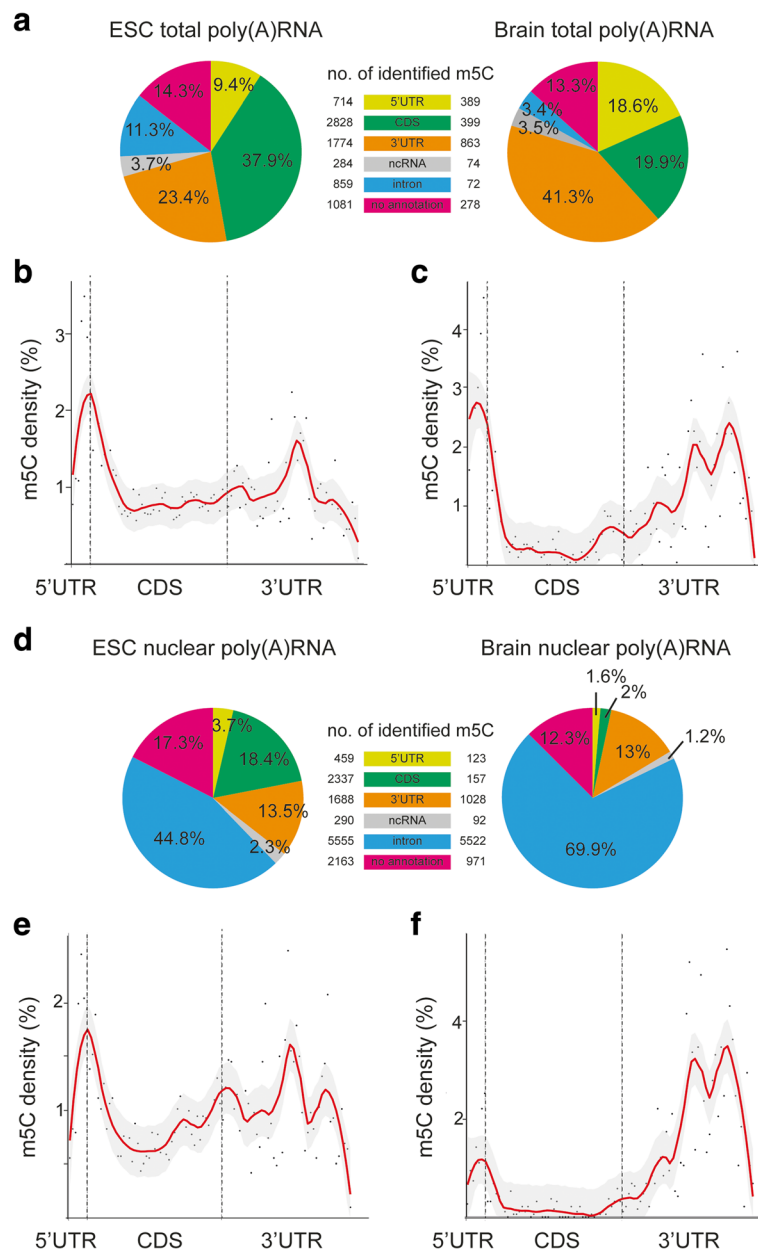 a
ESC total poly(A)RNA
Brain total poly(A)RNA
no. of identified m5C
714 5'UTR 389
2828 CDS 399
1774 3'UTR 863
284 ncRNA 74
859 intron 72
1081 no annotation 278
14.3%
9.4%
11.3%
3.7%
37.9%
23.4%
13.3%
18.6%
3.4%
3.5%
19.9%
41.3%
b
m5C density (%)
3
2
1
5'UTR CDS 3'UTR
c
m5C density (%)
4
3
2
1
5'UTR CDS 3'UTR
d
ESC nuclear poly(A)RNA
Brain nuclear poly(A)RNA
no. of identified m5C
459 5'UTR 123
2337 CDS 157
1688 3'UTR 1028
290 ncRNA 92
5555 intron 5522
2163 no annotation 971
17.3%
3.7%
18.4%
13.5%
2.3%
44.8%
1.6%
2%
12.3%
13%
1.2%
69.9%
e
m5C density (%)
2
1
5'UTR CDS 3'UTR
f
m5C density (%)
4
2
5'UTR CDS 3'UTR